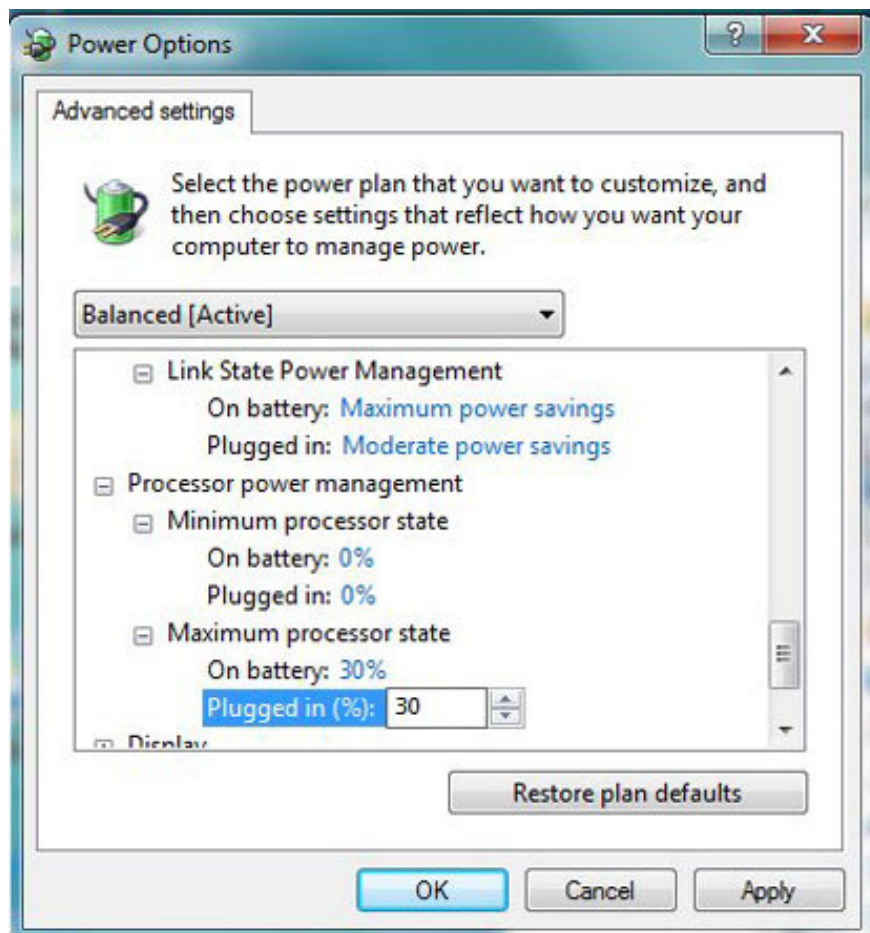 Power Options
Advanced settings
Select the power plan that you want to customize, and
then choose settings that reflect how you want your
computer to manage power.
Balanced [Active]
Link State Power Management
On battery: Maximum power savings
Plugged in: Moderate power savings
Processor power management
Minimum processor state
On battery: 0%
Plugged in: 0%
Maximum processor state
On battery: 30%
Plugged in (%): 30
Display
Restore plan defaults
OK Cancel Apply